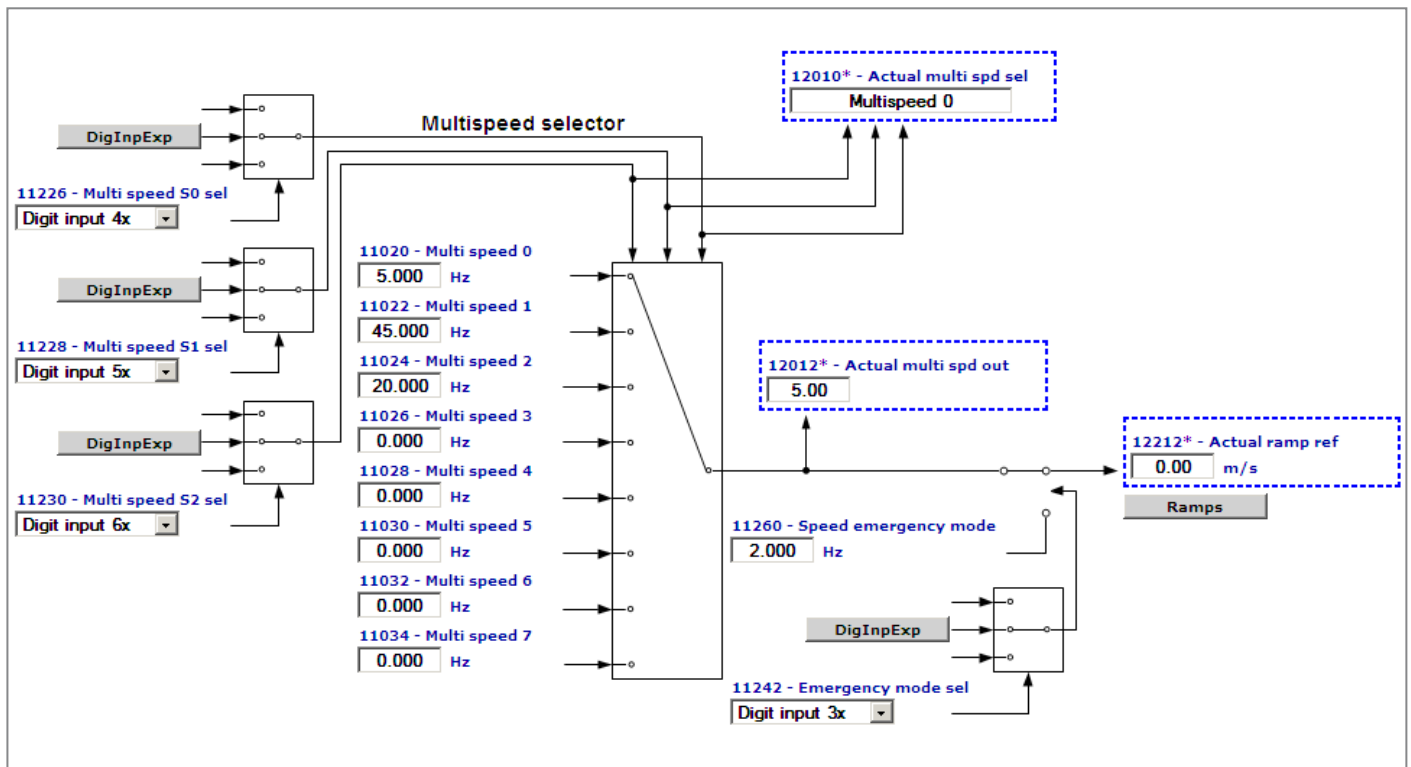 12010* - Actual multi spd sel
Multispeed 0
Multispeed selector
DigInpExp
11226 - Multi speed S0 sel
Digit input 4x
DigInpExp
11228 - Multi speed S1 sel
Digit input 5x
DigInpExp
11230 - Multi speed S2 sel
Digit input 6x
11020 - Multi speed 0
5.000 Hz
11022 - Multi speed 1
45.000 Hz
11024 - Multi speed 2
20.000 Hz
11026 - Multi speed 3
0.000 Hz
11028 - Multi speed 4
0.000 Hz
11030 - Multi speed 5
0.000 Hz
11032 - Multi speed 6
0.000 Hz
11034 - Multi speed 7
0.000 Hz
12012* - Actual multi spd out
5.00
12212* - Actual ramp ref
0.00 m/s
Ramps
11260 - Speed emergency mode
2.000 Hz
DigInpExp
11242 - Emergency mode sel
Digit input 3x